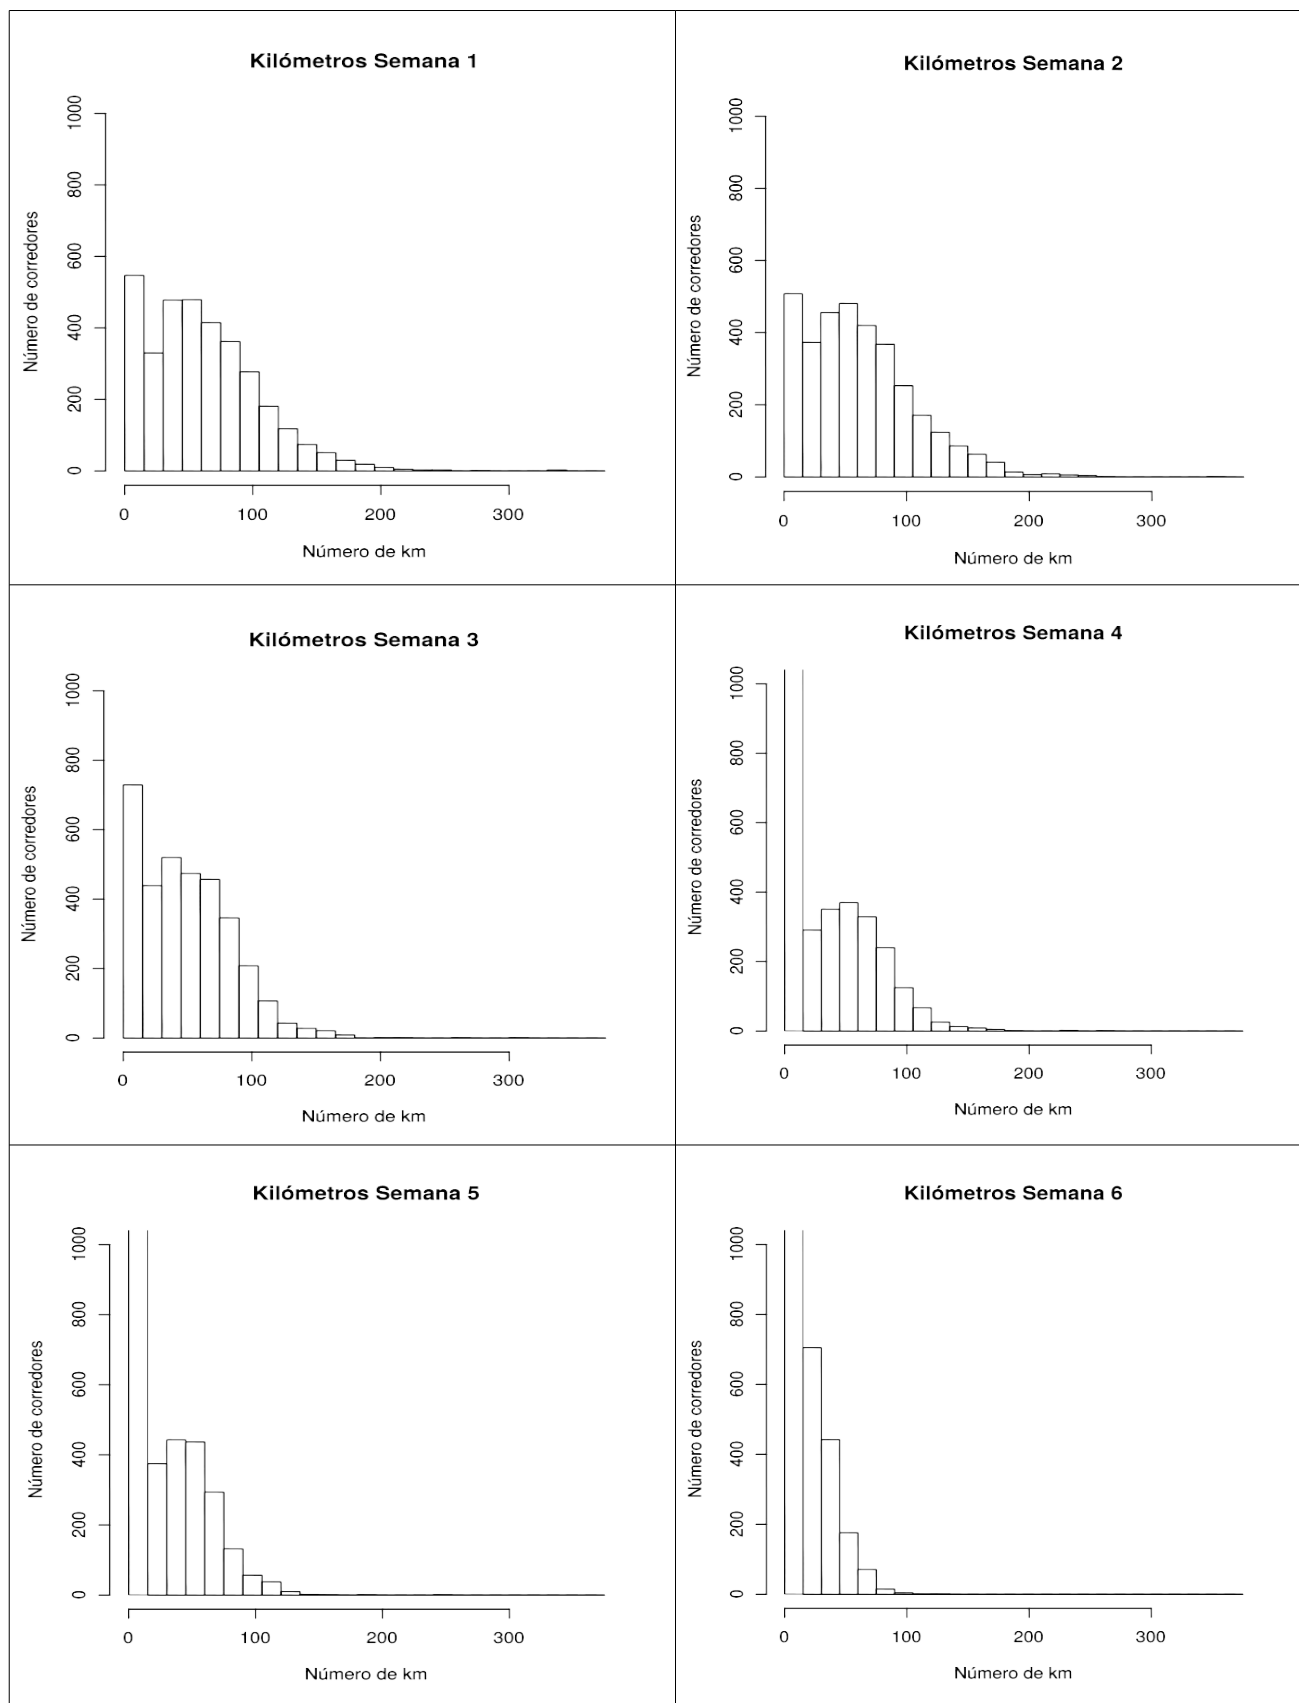 Kilómetros Semana 1
Número de corredores
0
200
400
600
800
1000
0 100 200 300
Número de km
Kilómetros Semana 2
Número de corredores
0
200
400
600
800
1000
0 100 200 300
Número de km
Kilómetros Semana 3
Número de corredores
0
200
400
600
800
1000
0 100 200 300
Número de km
Kilómetros Semana 4
Número de corredores
0
200
400
600
800
1000
0 100 200 300
Número de km
Kilómetros Semana 5
Número de corredores
0
200
400
600
800
1000
0 100 200 300
Número de km
Kilómetros Semana 6
Número de corredores
0
200
400
600
800
1000
0 100 200 300
Número de km